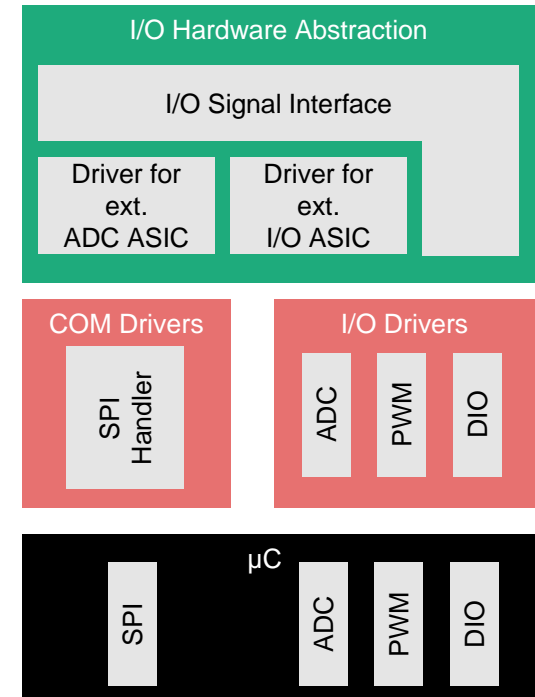 I/O Hardware Abstraction
I/O Signal Interface
Driver for
ext.
ADC ASIC
Driver for
ext.
I/O ASIC
COM Drivers
SPI
Handler
I/O Drivers
ADC
PWM
DIO
µC
SPI
ADC
PWM
DIO